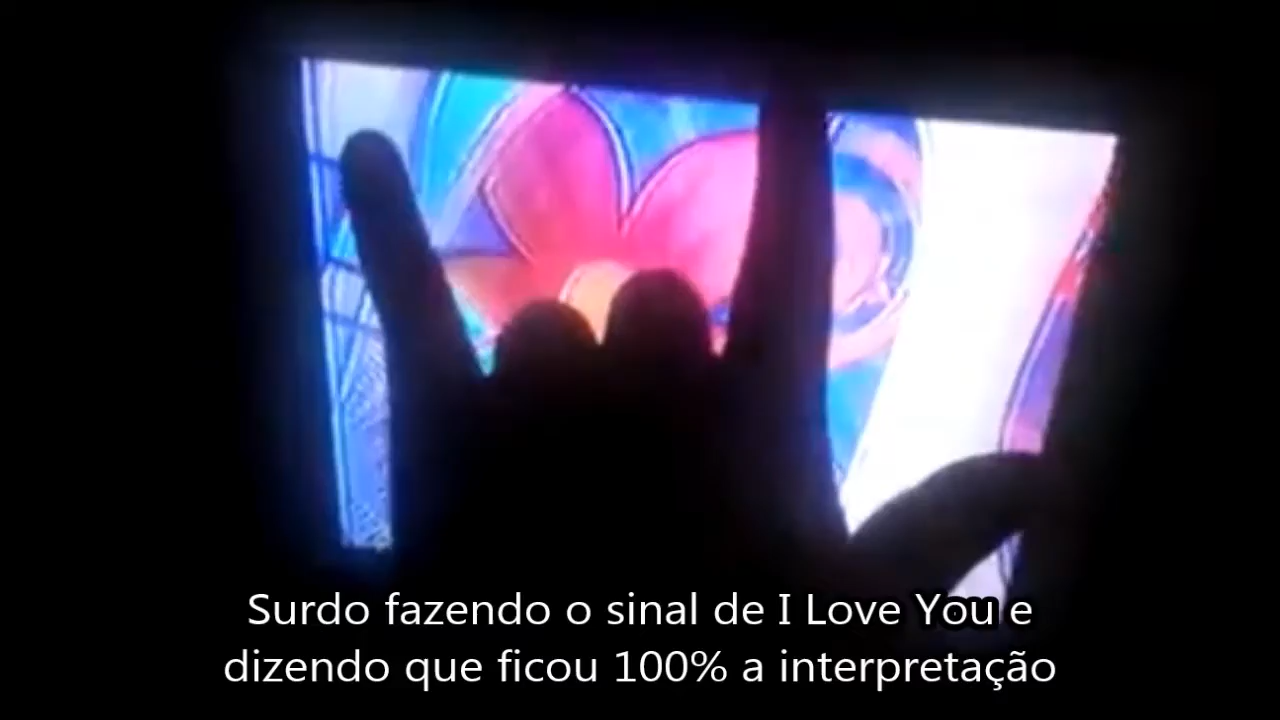 Surdo fazendo o sinal de I Love You e
dizendo que ficou 100% a interpretação